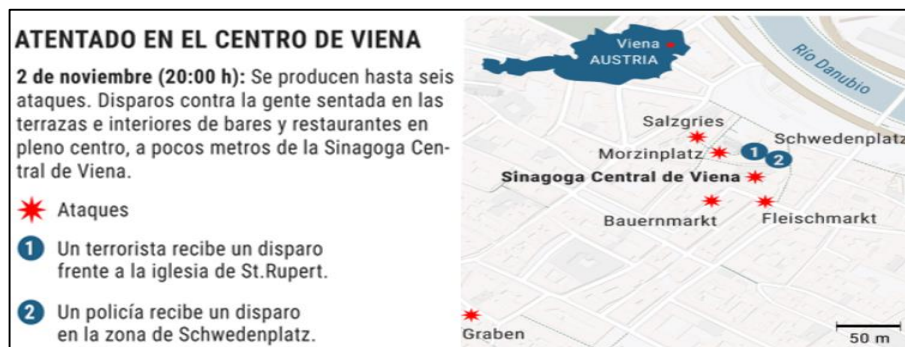 ATENTADO EN EL CENTRO DE VIENA
2 de noviembre (20:00 h): Se producen hasta seis
ataques. Disparos contra la gente sentada en las
terrazas e interiores de bares y restaurantes en
pleno centro, a pocos metros de la Sinagoga Cen-
tral de Viena.
Ataques
1 Un terrorista recibe un disparo
frente a la iglesia de St.Rupert.
2 Un policía recibe un disparo
en la zona de Schwedenplatz.
Viena
AUSTRIA
Río Danubio
Salzgries
Schwedenplatz
Morzinplatz
1
2
Sinagoga Central de Viena
Bauernmarkt
Fleischmarkt
Graben
50 m